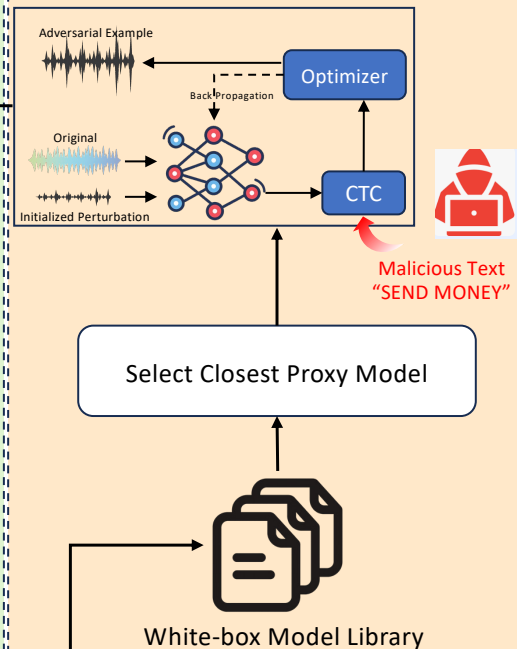 Adversarial Example
Optimizer
Back Propagation
Original
CTC
Initialized Perturbation
Malicious Text
“SEND MONEY”
Select Closest Proxy Model
White-box Model Library